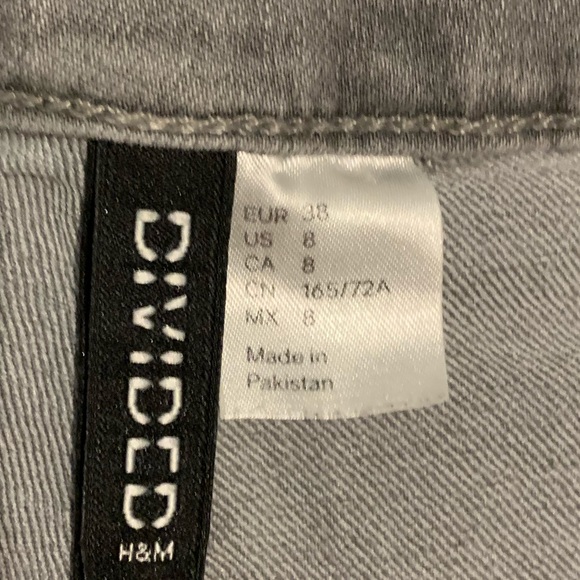 DIVIDED
H&M
EUR 38
US 8
CA 8
CN 165/72A
MX 8
Made in
Pakistan